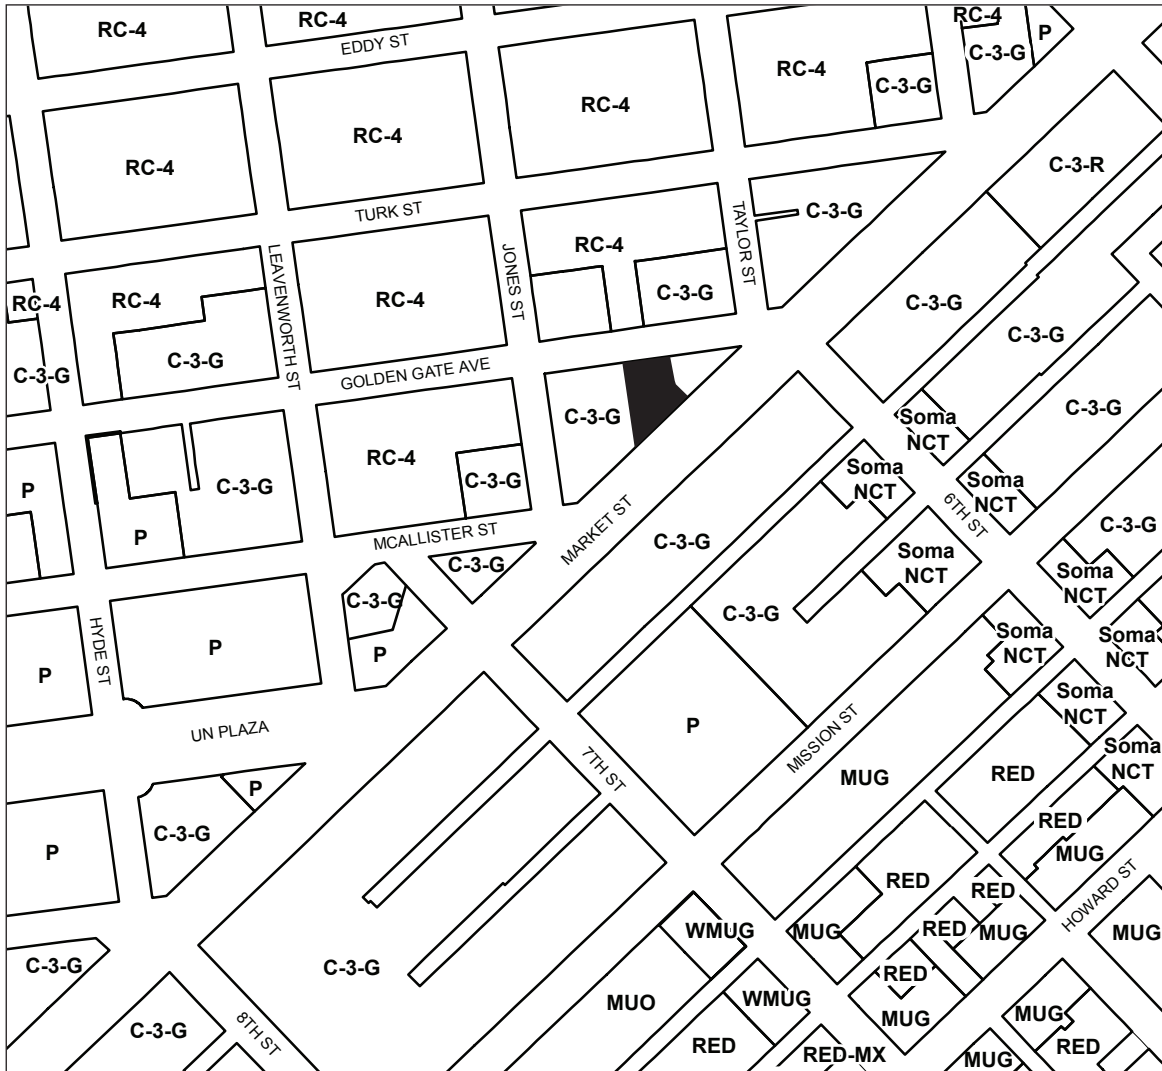 RC-4
RC-4
RC-4
P
EDDY ST
C-3-G
RC-4
C-3-G
RC-4
RC-4
RC-4
C-3-R
TURK ST
TAYLOR ST
C-3-G
LEAVENWORTH ST
JONES ST
RC-4
RC-4
RC-4
RC-4
C-3-G
C-3-G
C-3-G
C-3-G
C-3-G
GOLDEN GATE AVE
C-3-G
C-3-G
Soma
NCT
RC-4
Soma
NCT
C-3-G
Soma
NCT
P
C-3-G
6TH ST
MCALLISTER ST
MARKET ST
C-3-G
C-3-G
P
C-3-G
Soma
NCT
Soma
NCT
C-3-G
C-3-G
Soma
NCT
Soma
NCT
HYDE ST
P
P
P
Soma
NCT
UN PLAZA
P
MISSION ST
Soma
NCT
7TH ST
MUG
RED
P
C-3-G
P
RED
MUG
RED
RED
HOWARD ST
WMUG
MUG
RED
MUG
MUG
C-3-G
C-3-G
RED
MUO
WMUG
MUG
MUG
C-3-G
8TH ST
RED
RED-MX
MUG
RED